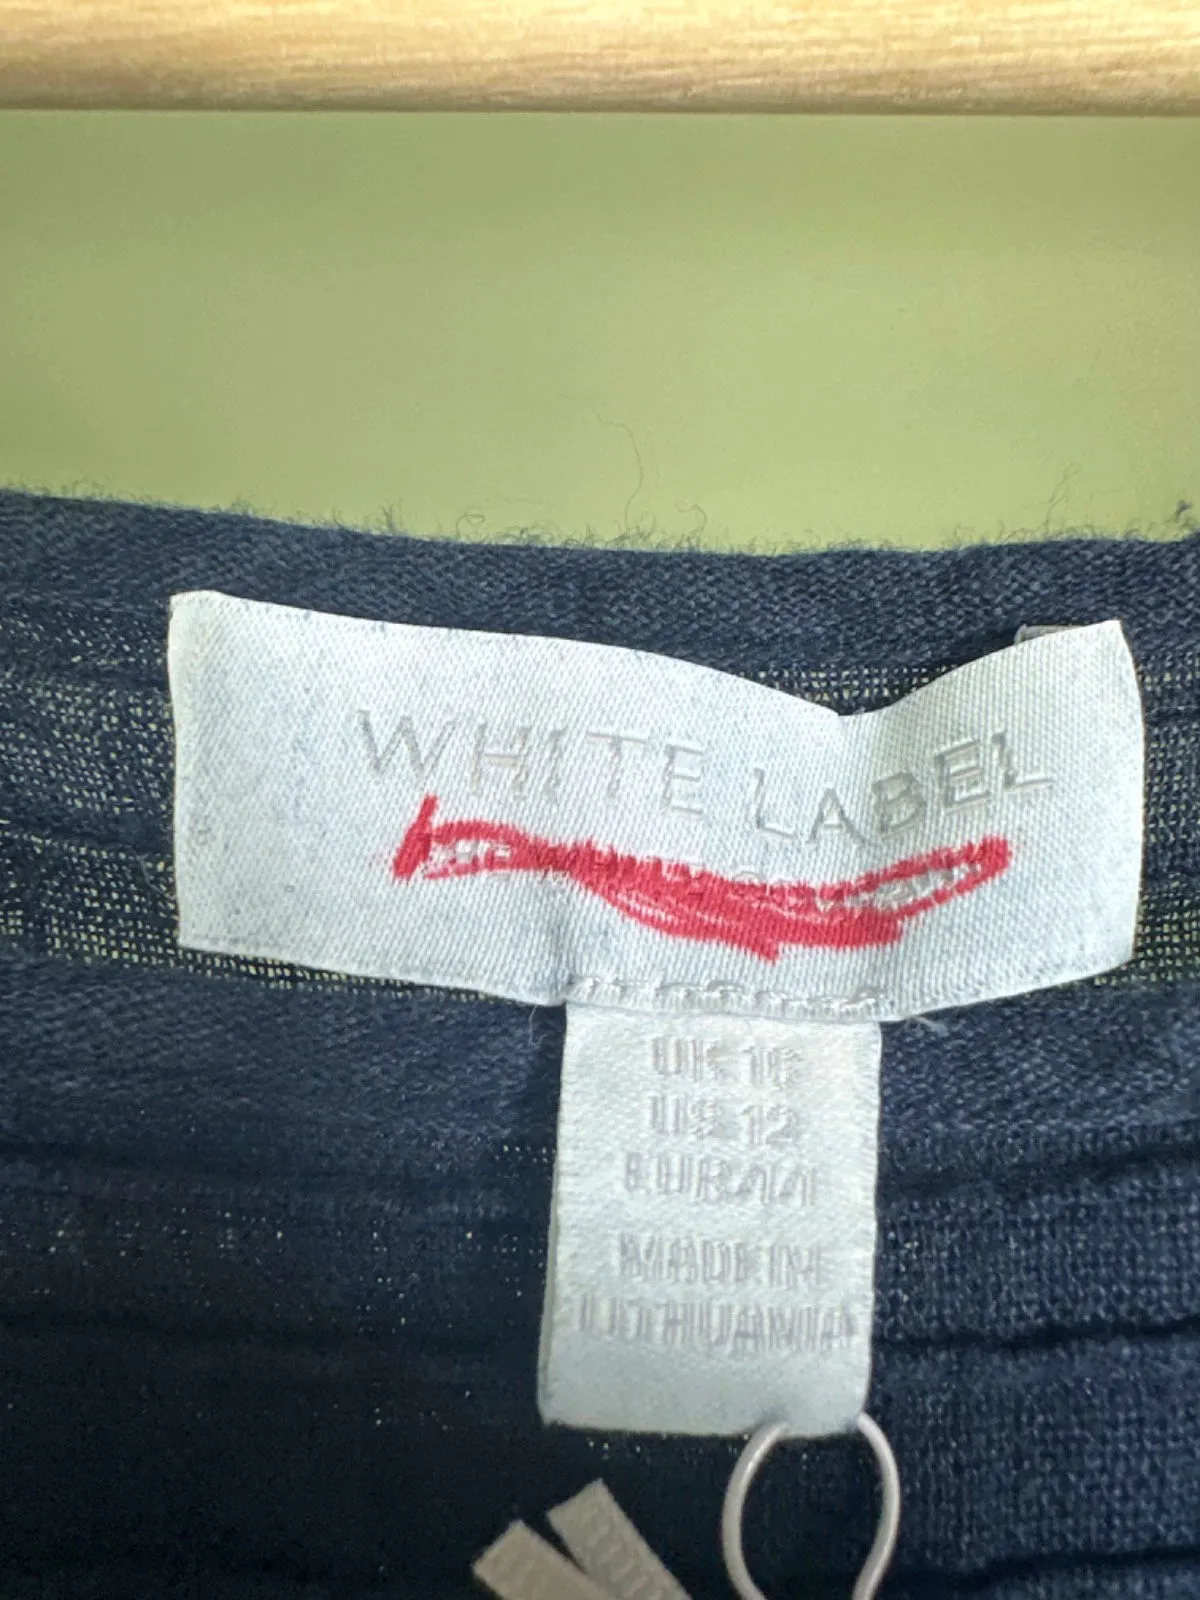 WHITE LABEL
UK 16
US 12
EUR 44
MADE IN
LITHUANIA